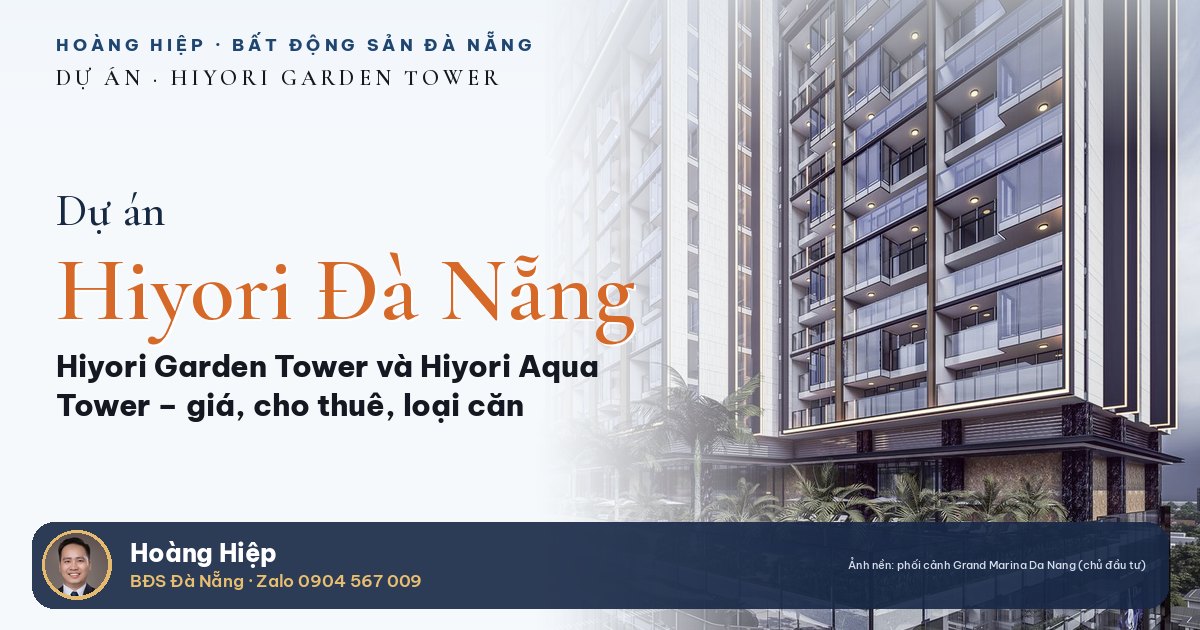 HOÀNG HIỆP · BẤT ĐỘNG SẢN ĐÀ NẴNG
DỰ ÁN · HIYORI GARDEN TOWER
Dự án
Hiyori Đà Nẵng
Hiyori Garden Tower và Hiyori Aqua
Tower – giá, cho thuê, loại căn
Hoàng Hiệp
BĐS Đà Nẵng · Zalo 0904 567 009
Ảnh nền: phối cảnh Grand Marina Da Nang (chủ đầu tư)